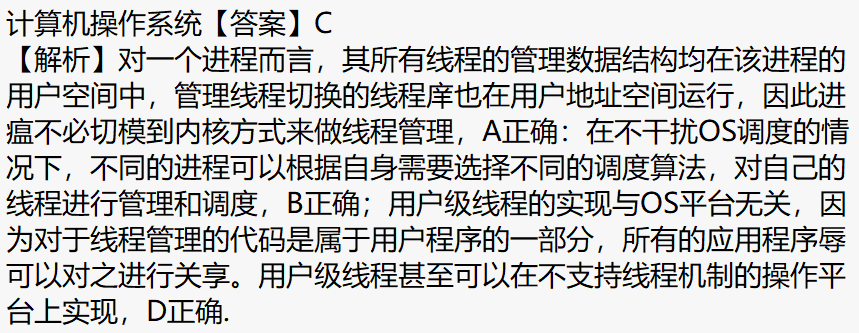 计算机操作系统【答案】C
【解析】对一个进程而言，其所有线程的管理数据结构均在该进程的
用户空间中，管理线程切换的线程庠也在用户地址空间运行，因此进
瘟不必切模到内核方式来做线程管理，A正确：在不干扰OS调度的情
况下，不同的进程可以根据自身需要选择不同的调度算法，对自己的
线程进行管理和调度，B正确；用户级线程的实现与OS平台无关，因
为对于线程管理的代码是属于用户程序的一部分，所有的应用程序辱
可以对之进行关享。用户级线程甚至可以在不支持线程机制的操作平
台上实现，D正确.